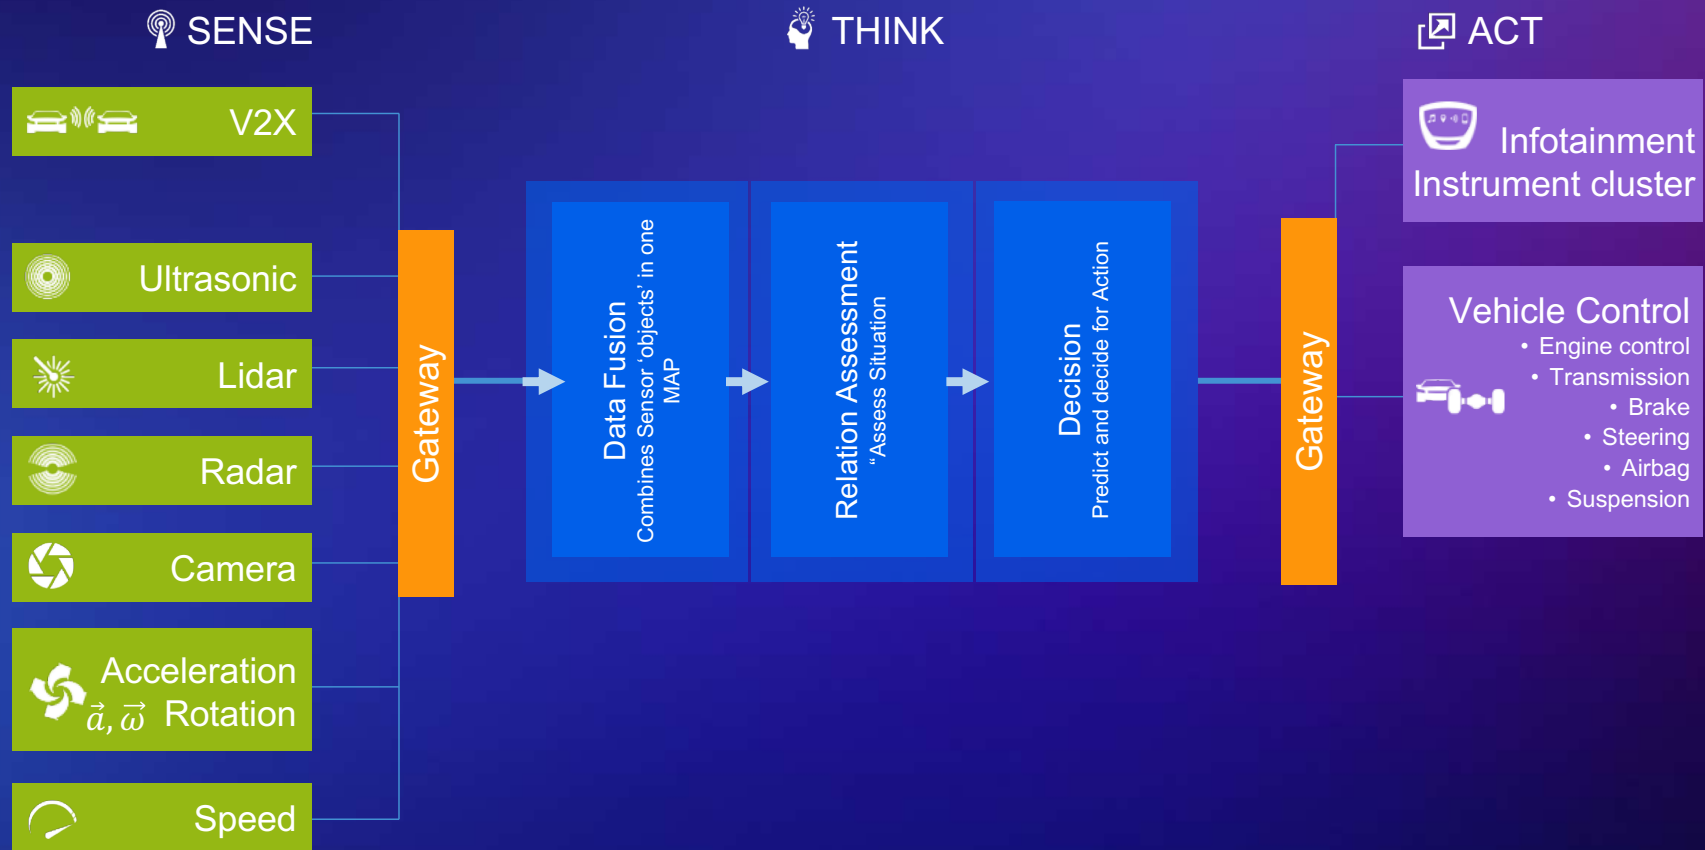 SENSE
THINK
ACT
V2X
Ultrasonic
Lidar
Radar
Camera
Acceleration
a⃗, ω⃗ Rotation
Speed
Gateway
Data Fusion
Combines Sensor ‘objects’ in one
MAP
Relation Assessment
“Assess Situation
Decision
Predict and decide for Action
Gateway
Infotainment
Instrument cluster
Vehicle Control
• Engine control
• Transmission
• Brake
• Steering
• Airbag
• Suspension